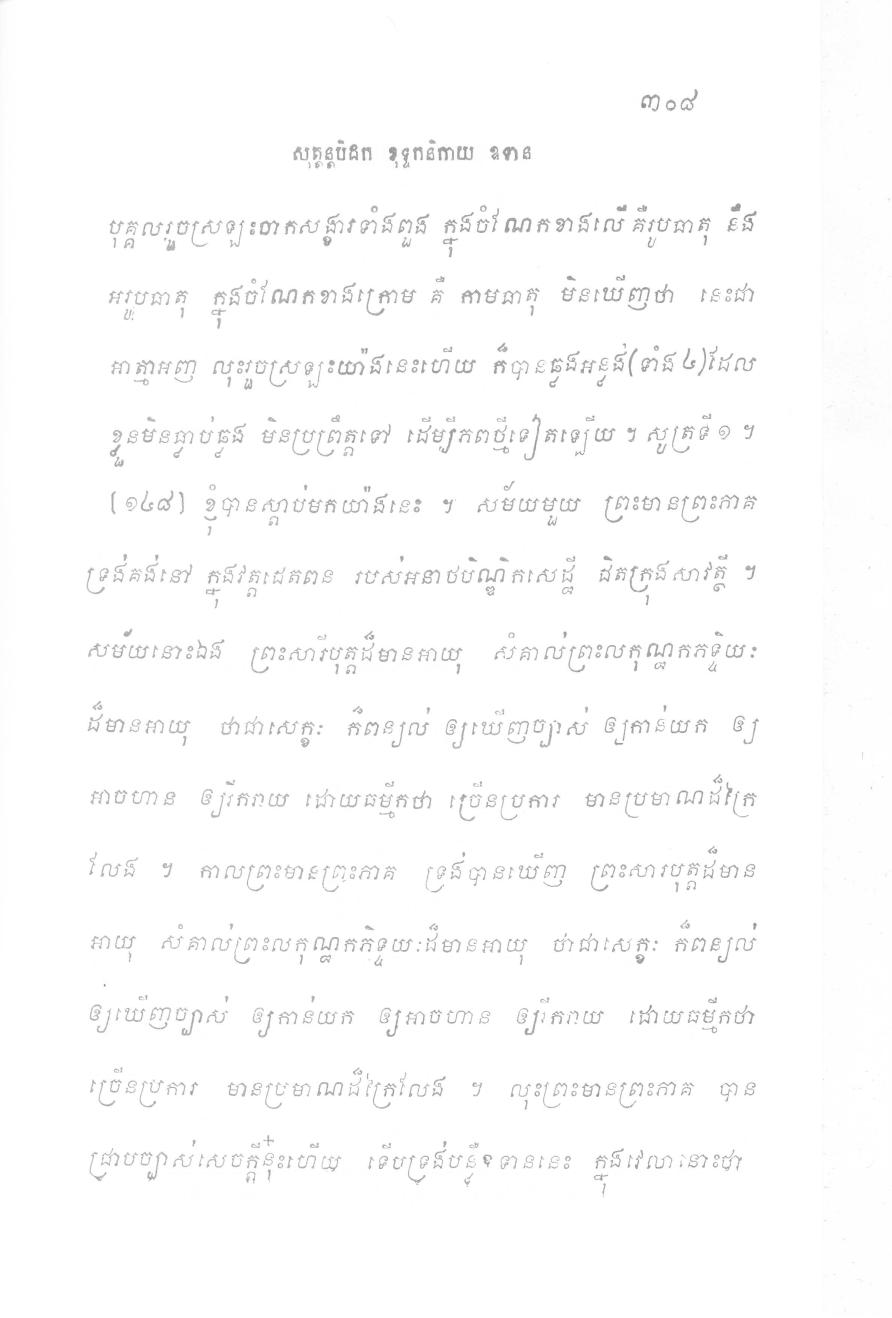 ៣០៨
សុត្តន្តបិដក ខុទ្ទកនិកាយ ឧទាន
បុគ្គលរួចស្រឡះចាកសង្ខារទាំងពួង ក្នុងចំណែកខាងលើ គឺរូបធាតុ នឹង
អរូបធាតុ ក្នុងចំណែកខាងក្រោម គឺ កាមធាតុ មិនឃើញថា នេះជា
អាត្មាអញ លុះរួចស្រឡះយ៉ាងនេះហើយ ក៏បានឆ្លងអន្លង់(ទាំង៤)ដែល
ខ្លួនមិនធ្លាប់ឆ្លង មិនប្រព្រឹត្តទៅ ដើម្បីភពថ្មីទៀតឡើយ ។ សូត្រទី១ ។
[១៤៨] ខ្ញុំបានស្តាប់មកយ៉ាងនេះ ។ សម័យមួយ ព្រះមានព្រះភាគ
ទ្រង់គង់នៅ ក្នុងវត្តជេតពន របស់អនាថបិណ្ឌិកសេដ្ឋី ជិតក្រុងសាវត្ថី ។
សម័យនោះឯង ព្រះសារីបុត្តដ៏មានអាយុ សំគាល់ព្រះលកុណ្ឋកភទ្ទិយៈ
ដ៏មានអាយុ ថាជាសេក្ខៈ ក៏ពន្យល់ ឲ្យឃើញច្បាស់ ឲ្យកាន់យក ឲ្យ
អាចហាន ឲ្យរីករាយ ដោយធម្មីកថា ច្រើនប្រការ មានប្រមាណដ៏ក្រៃ
លែង ។ កាលព្រះមានព្រះភាគ ទ្រង់បានឃើញ ព្រះសារបុត្តដ៏មាន
អាយុ សំគាល់ព្រះលកុណ្ឋកភិទ្ទយៈដ៏មានអាយុ ថាជាសេក្ខៈ ក៏ពន្យល់
ឲ្យឃើញច្បាស់ ឲ្យកាន់យក ឲ្យអាចហាន ឲ្យរីករាយ ដោយធម្មីកថា
ច្រើនប្រការ មានប្រមាណដ៏ក្រៃលែង ។ លុះព្រះមានព្រះភាគ បាន
ជ្រាបច្បាស់សេចក្តីនុ៎ះហើយ ទើបទ្រង់បន្លឺឧទាននេះ ក្នុងវេលានោះថា